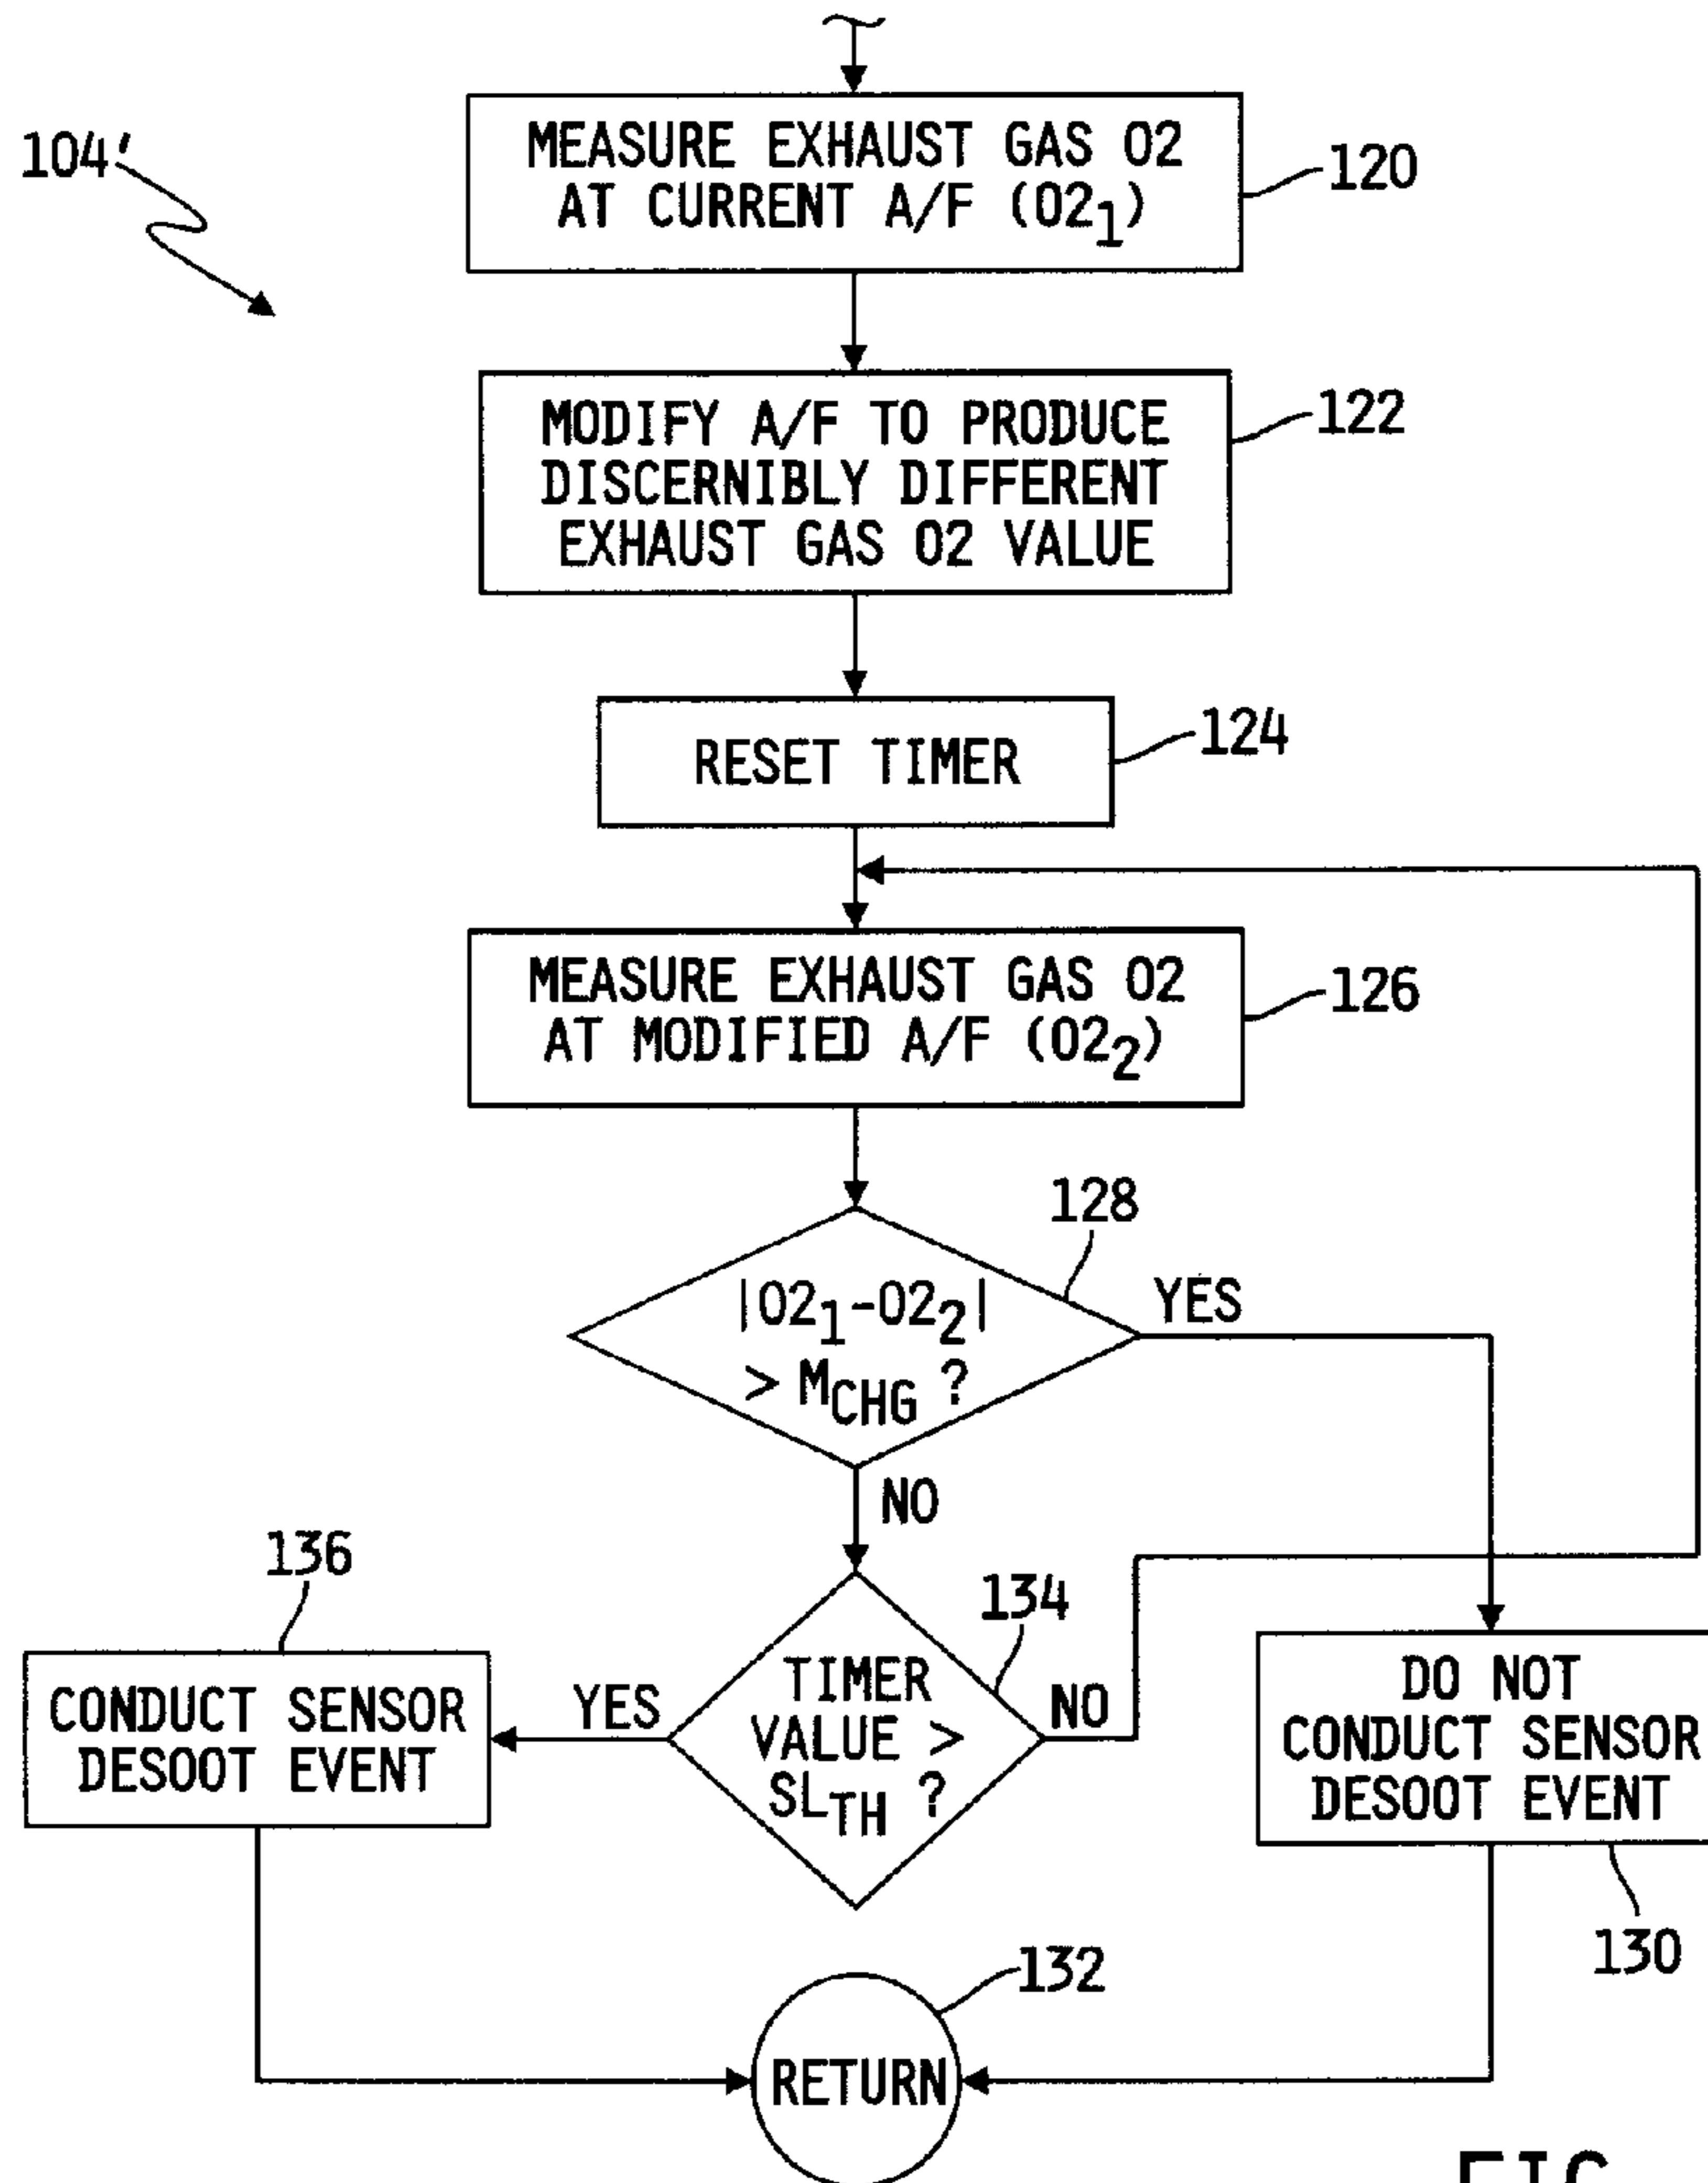 104'
MEASURE EXHAUST GAS O2
AT CURRENT A/F (O2₁)
120
MODIFY A/F TO PRODUCE
DISCERNIBLY DIFFERENT
EXHAUST GAS O2 VALUE
122
RESET TIMER
124
MEASURE EXHAUST GAS O2
AT MODIFIED A/F (O2₂)
126
128
|O2₁-O2₂|
> M_CHG ?
YES
NO
136
134
CONDUCT SENSOR
DESOOT EVENT
YES
TIMER
VALUE >
SL_TH ?
NO
DO NOT
CONDUCT SENSOR
DESOOT EVENT
130
132
RETURN